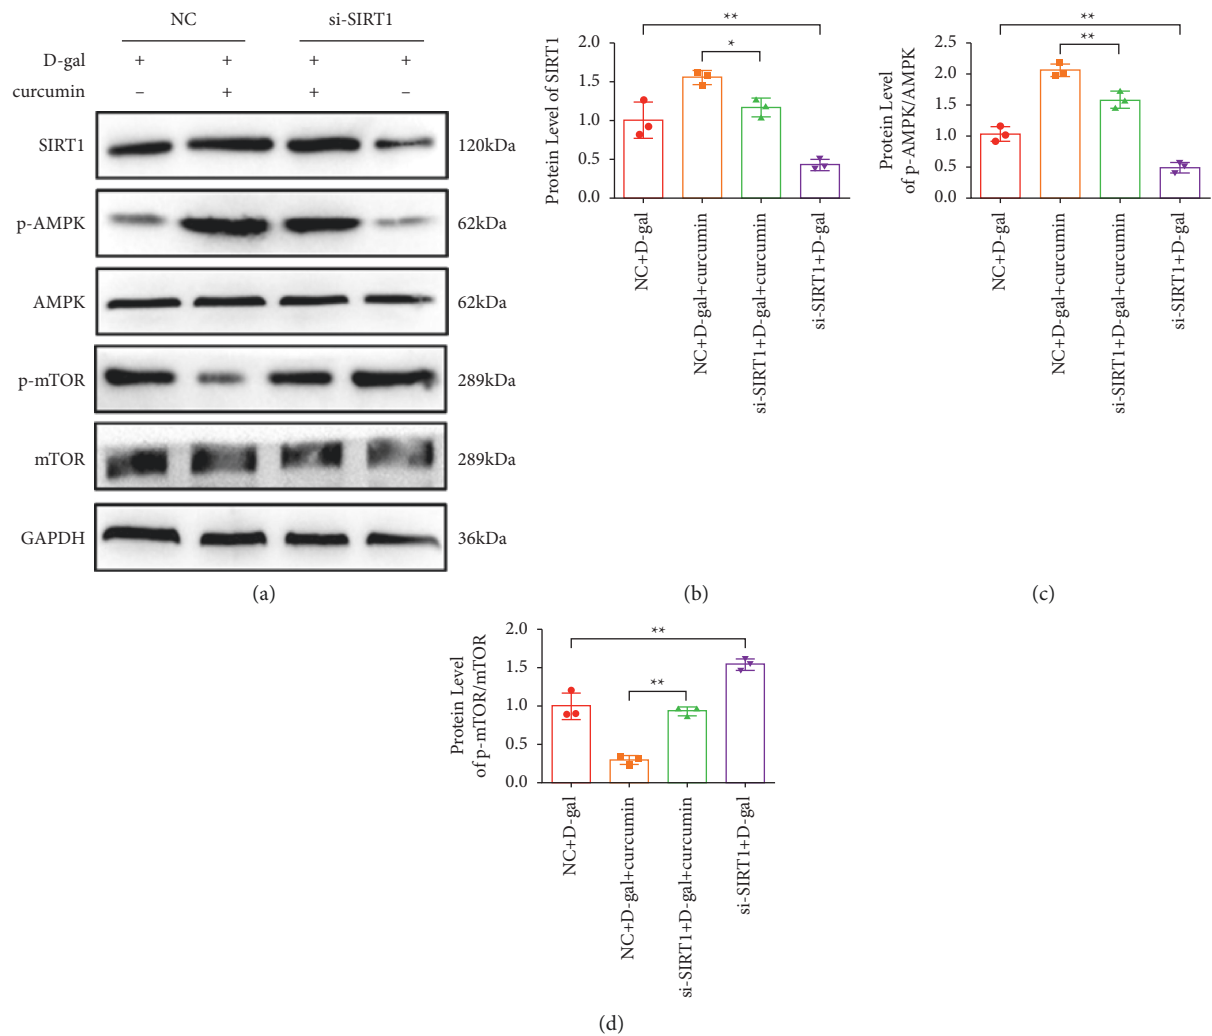 NC si-SIRT1
D-gal + + + +
curcumin – + + –
SIRT1 120kDa
p-AMPK 62kDa
AMPK 62kDa
p-mTOR 289kDa
mTOR 289kDa
GAPDH 36kDa
(a)
Protein Level of SIRT1
2.0
1.5
1.0
0.5
0.0
**
*
NC+D-gal
NC+D-gal+curcumin
si-SIRT1+D-gal+curcumin
si-SIRT1+D-gal
(b)
Protein Level
of p-AMPK/AMPK
2.5
2.0
1.5
1.0
0.5
0.0
**
**
NC+D-gal
NC+D-gal+curcumin
si-SIRT1+D-gal+curcumin
si-SIRT1+D-gal
(c)
Protein Level
of p-mTOR/mTOR
2.0
1.5
1.0
0.5
0.0
**
**
NC+D-gal
NC+D-gal+curcumin
si-SIRT1+D-gal+curcumin
si-SIRT1+D-gal
(d)